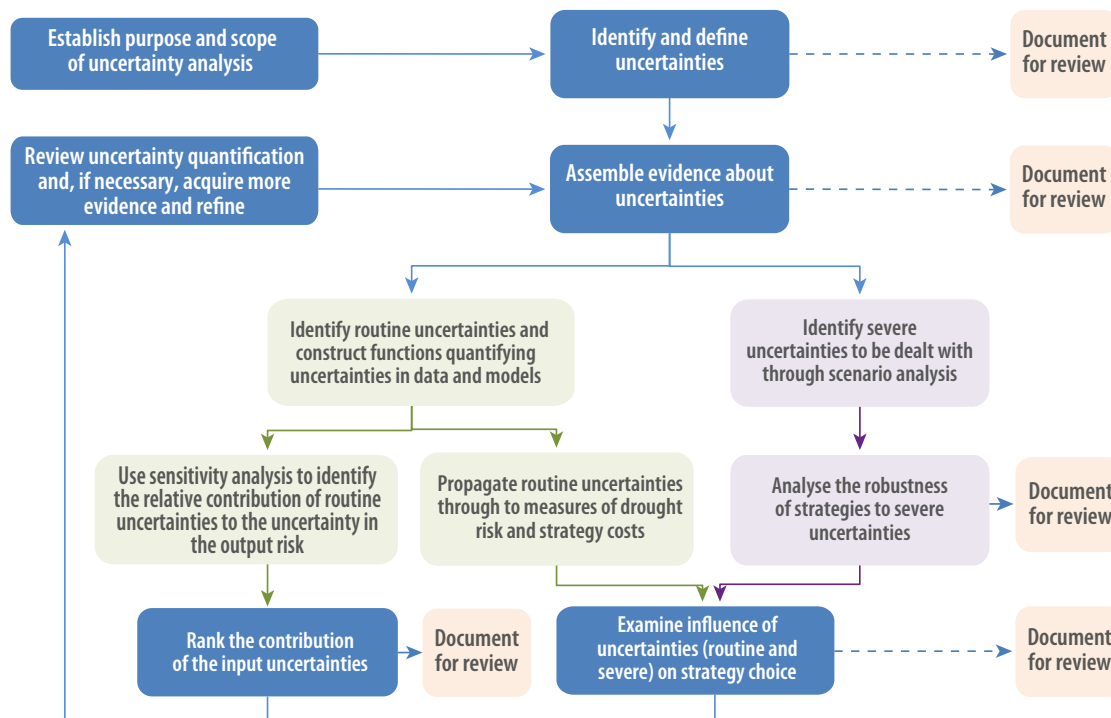 Establish purpose and scope
of uncertainty analysis
Identify and define
uncertainties
Document
for review
Review uncertainty quantification
and, if necessary, acquire more
evidence and refine
Assemble evidence about
uncertainties
Document
for review
Identify routine uncertainties and
construct functions quantifying
uncertainties in data and models
Identify severe
uncertainties to be dealt with
through scenario analysis
Use sensitivity analysis to identify
the relative contribution of routine
uncertainties to the uncertainty in
the output risk
Propagate routine uncertainties
through to measures of drought
risk and strategy costs
Analyse the robustness
of strategies to severe
uncertainties
Document
for review
Rank the contribution
of the input uncertainties
Document
for review
Examine influence of
uncertainties (routine and
severe) on strategy choice
Document
for review